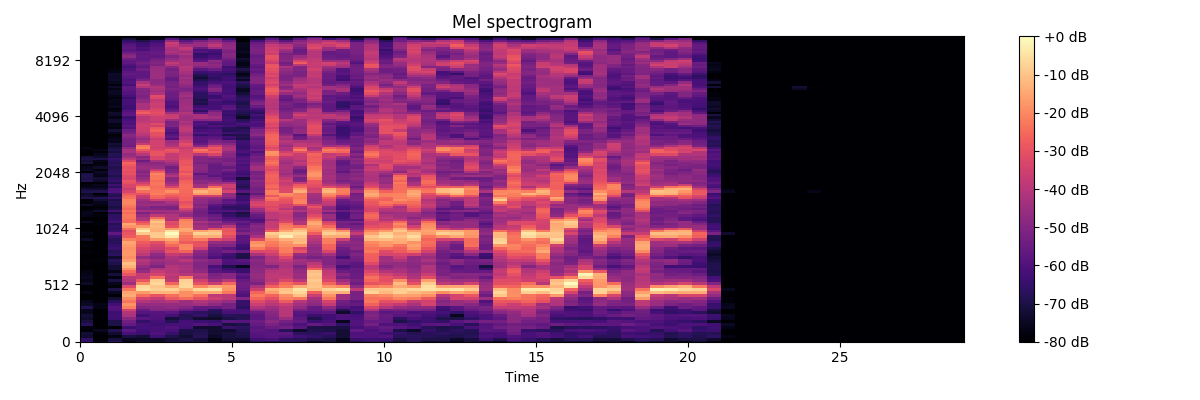 Mel spectrogram
Hz
8192
4096
2048
1024
512
0
0 5 10 15 20 25
Time
+0 dB
-10 dB
-20 dB
-30 dB
-40 dB
-50 dB
-60 dB
-70 dB
-80 dB